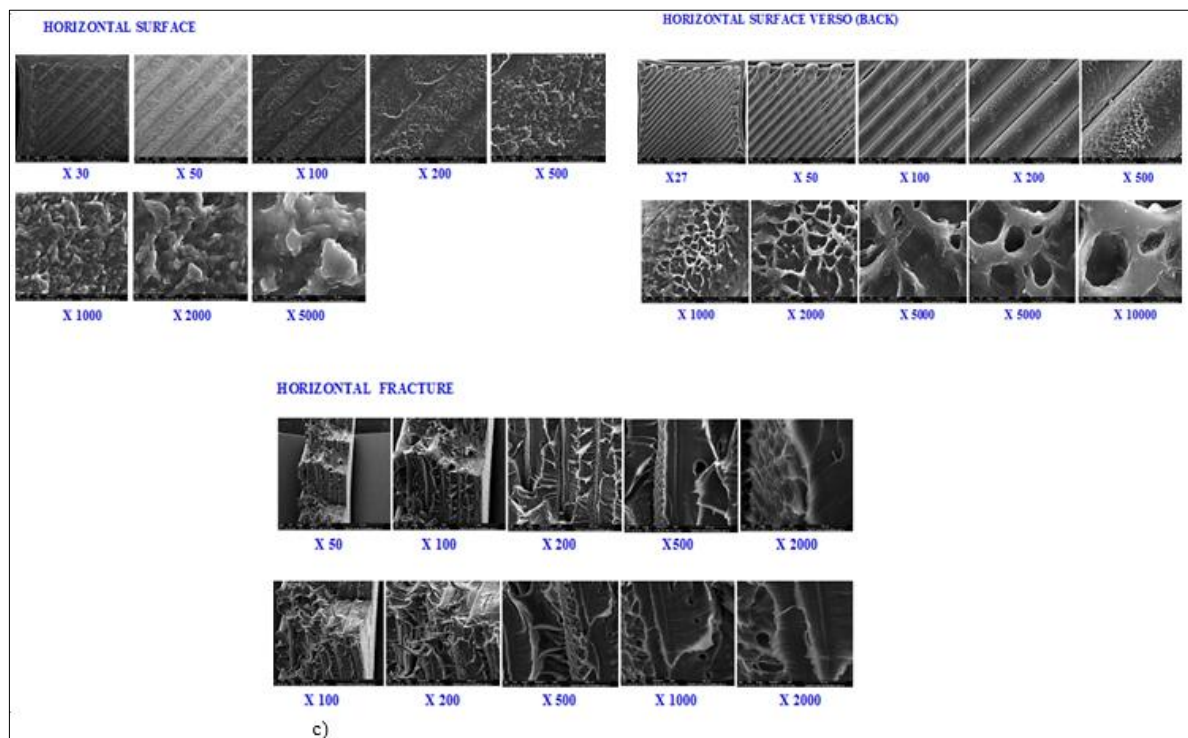 HORIZONTAL SURFACE
X 30 X 50 X 100 X 200 X 500
X 1000 X 2000 X 5000
HORIZONTAL SURFACE VERSO (BACK)
X27 X 50 X 100 X 200 X 500
X 1000 X 2000 X 5000 X 5000 X 10000
HORIZONTAL FRACTURE
X 50 X 100 X 200 X500 X 2000
X 100 X 200 X 500 X 1000 X 2000
c)